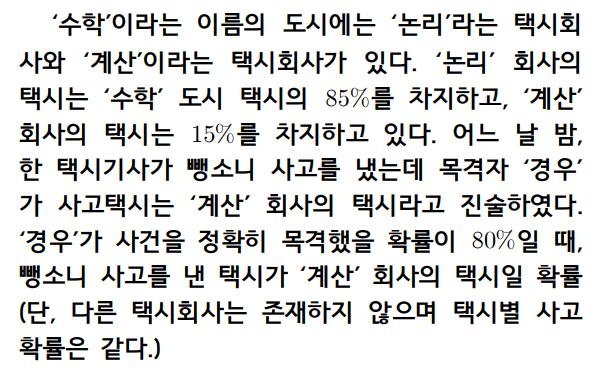 ‘수학’이라는 이름의 도시에는 ‘논리’라는 택시회
사와 ‘계산’이라는 택시회사가 있다. ‘논리’ 회사의
택시는 ‘수학’ 도시 택시의 85%를 차지하고, ‘계산’
회사의 택시는 15%를 차지하고 있다. 어느 날 밤,
한 택시기사가 뺑소니 사고를 냈는데 목격자 ‘경우’
가 사고택시는 ‘계산’ 회사의 택시라고 진술하였다.
‘경우’가 사건을 정확히 목격했을 확률이 80%일 때,
뺑소니 사고를 낸 택시가 ‘계산’ 회사의 택시일 확률
(단, 다른 택시회사는 존재하지 않으며 택시별 사고
확률은 같다.)